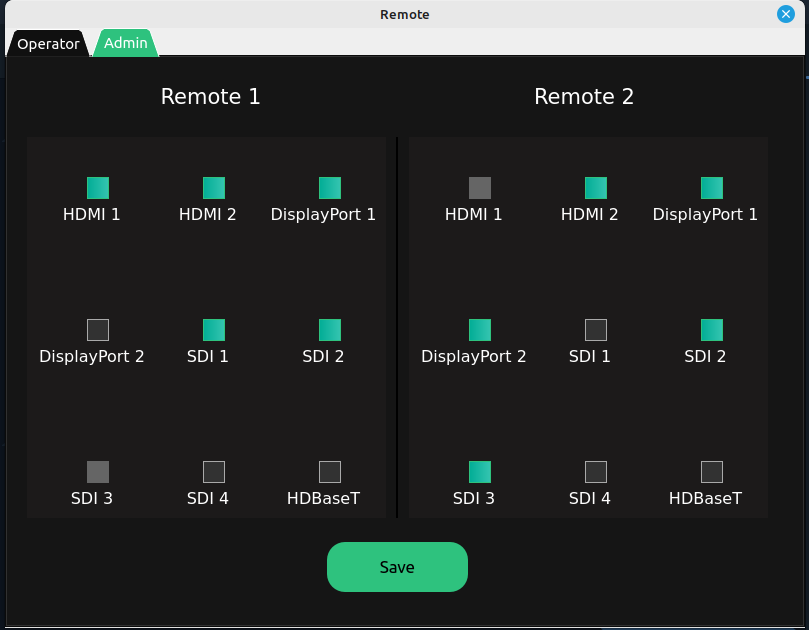 Remote
Operator
Admin
Remote 1
Remote 2
HDMI 1
HDMI 2
DisplayPort 1
DisplayPort 2
SDI 1
SDI 2
SDI 3
SDI 4
HDBaseT
HDMI 1
HDMI 2
DisplayPort 1
DisplayPort 2
SDI 1
SDI 2
SDI 3
SDI 4
HDBaseT
Save